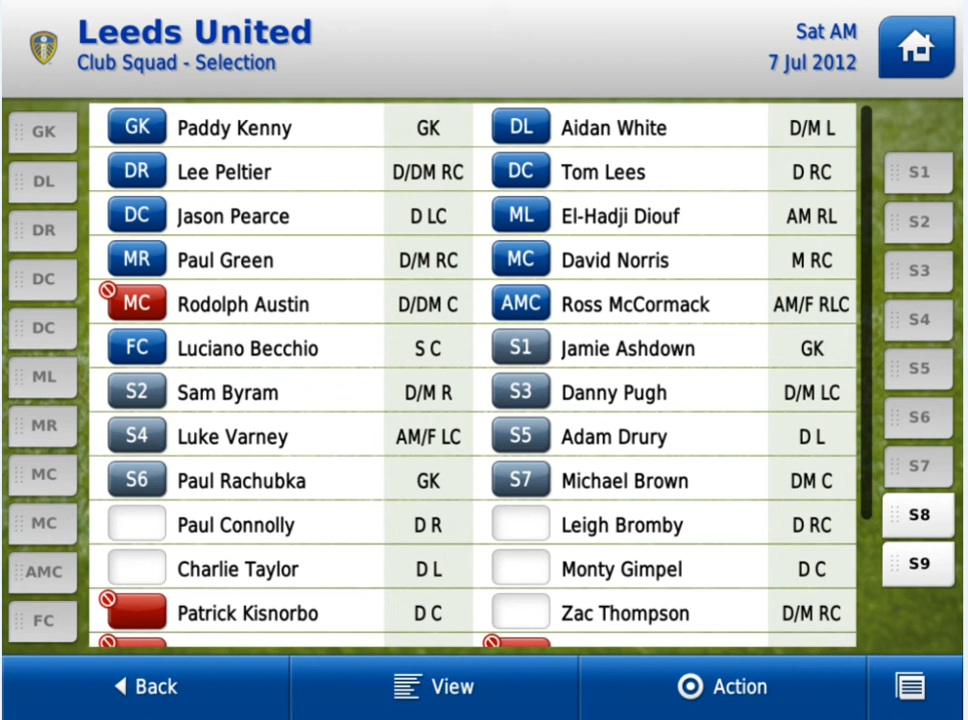 Leeds United
Club Squad - Selection
Sat AM
7 Jul 2012
GK
DL
DR
DC
DC
ML
MR
MC
MC
AMC
FC
GK Paddy Kenny GK DL Aidan White D/M L
DR Lee Peltier D/DM RC DC Tom Lees D RC
DC Jason Pearce D LC ML El-Hadji Diouf AM RL
MR Paul Green D/M RC MC David Norris M RC
MC Rodolph Austin D/DM C AMC Ross McCormack AM/F RLC
FC Luciano Becchio S C S1 Jamie Ashdown GK
S2 Sam Byram D/M R S3 Danny Pugh D/M LC
S4 Luke Varney AM/F LC S5 Adam Drury D L
S6 Paul Rachubka GK S7 Michael Brown DM C
Paul Connolly D R Leigh Bromby D RC
Charlie Taylor D L Monty Gimpel D C
Patrick Kisnorbo D C Zac Thompson D/M RC
S1
S2
S3
S4
S5
S6
S7
S8
S9
Back View Action